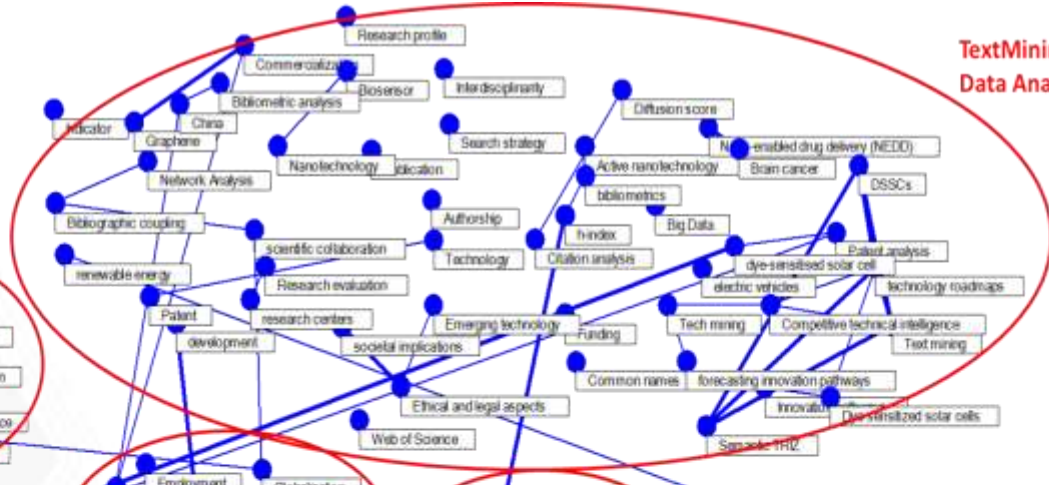 Research profile
TextMini
Data Ana
Commercializat
Biosensor
Interdisciplinarity
Bibliometric analysis
Diffusion score
China
Graphene
Search strategy
enabled drug delivery (NEDD)
Nanotechnology
Active nanotechnology
Brain cancer
Network Analysis
DSSCs
bibliometrics
Authorship
Big Data
Bibliographic coupling
h-index
scientific collaboration
Technology
Citation analysis
Patent analysis
dye-sensitised solar cell
renewable energy
Research evaluation
electric vehicles
technology roadmaps
Patent
research centers
Emerging technology
Funding
Tech mining
Competitive technical intelligence
development
societal implications
Text mining
Common names
forecasting innovation pathways
Ethical and legal aspects
Innovation
Dye sensitized solar cells
Web of Science
Semantic TRIZ
Employment